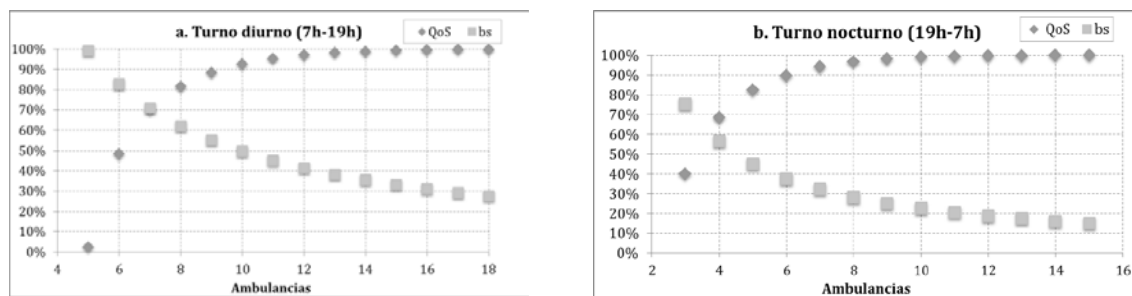 a. Turno diurno (7h-19h)
QoS bs
100%
90%
80%
70%
60%
50%
40%
30%
20%
10%
0%
4 6 8 10 12 14 16 18
Ambulancias
b. Turno nocturno (19h-7h)
QoS bs
100%
90%
80%
70%
60%
50%
40%
30%
20%
10%
0%
2 4 6 8 10 12 14 16
Ambulancias